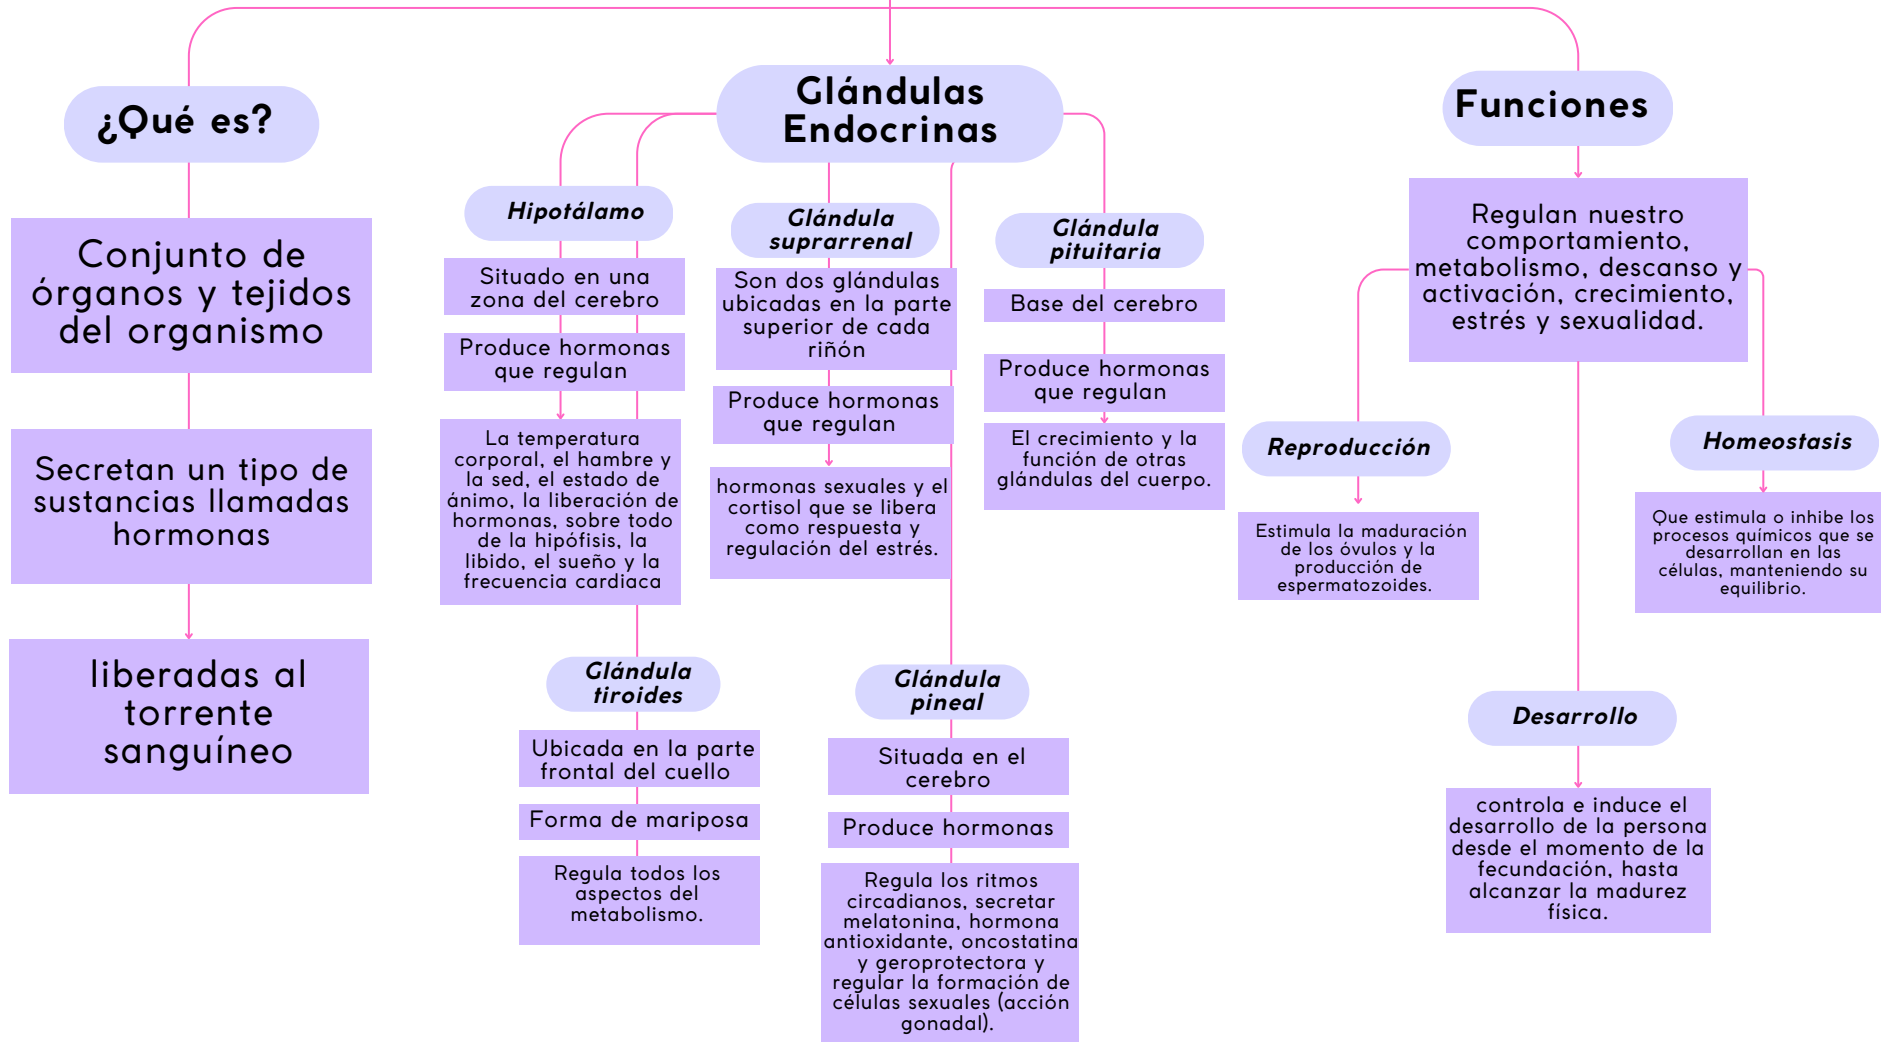 ¿Qué es?
Conjunto de
órganos y tejidos
del organismo
Secretan un tipo de
sustancias llamadas
hormonas
liberadas al
torrente
sanguíneo
Glándulas
Endocrinas
Hipotálamo
Situado en una
zona del cerebro
Produce hormonas
que regulan
La temperatura
corporal, el hambre y
la sed, el estado de
ánimo, la liberación de
hormonas, sobre todo
de la hipófisis, la
libido, el sueño y la
frecuencia cardiaca
Glándula
suprarrenal
Son dos glándulas
ubicadas en la parte
superior de cada
riñón
Produce hormonas
que regulan
hormonas sexuales y el
cortisol que se libera
como respuesta y
regulación del estrés.
Glándula
pituitaria
Base del cerebro
Produce hormonas
que regulan
El crecimiento y la
función de otras
glándulas del cuerpo.
Glándula
tiroides
Ubicada en la parte
frontal del cuello
Forma de mariposa
Regula todos los
aspectos del
metabolismo.
Glándula
pineal
Situada en el
cerebro
Produce hormonas
Regula los ritmos
circadianos, secretar
melatonina, hormona
antioxidante, oncostatina
y geroprotectora y
regular la formación de
células sexuales (acción
gonadal).
Funciones
Regulan nuestro
comportamiento,
metabolismo, descanso y
activación, crecimiento,
estrés y sexualidad.
Reproducción
Estimula la maduración
de los óvulos y la
producción de
espermatozoides.
Homeostasis
Que estimula o inhibe los
procesos químicos que se
desarrollan en las
células, manteniendo su
equilibrio.
Desarrollo
controla e induce el
desarrollo de la persona
desde el momento de la
fecundación, hasta
alcanzar la madurez
física.